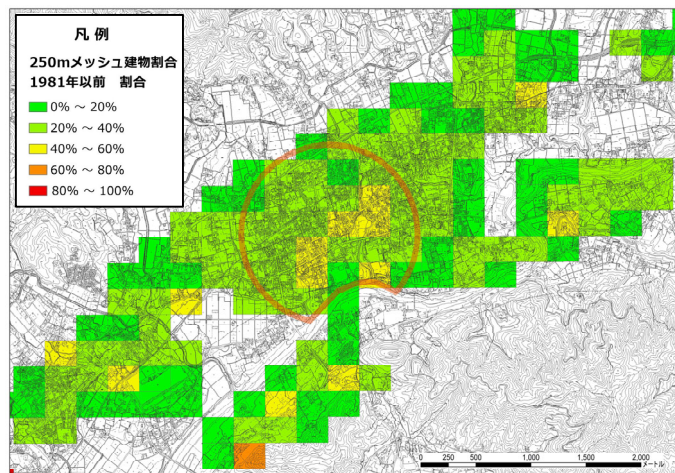 凡 例
250mメッシュ建物割合
1981年以前 割合
0% ～ 20%
20% ～ 40%
40% ～ 60%
60% ～ 80%
80% ～ 100%
0 250 500 1,000 1,500 2,000
メートル